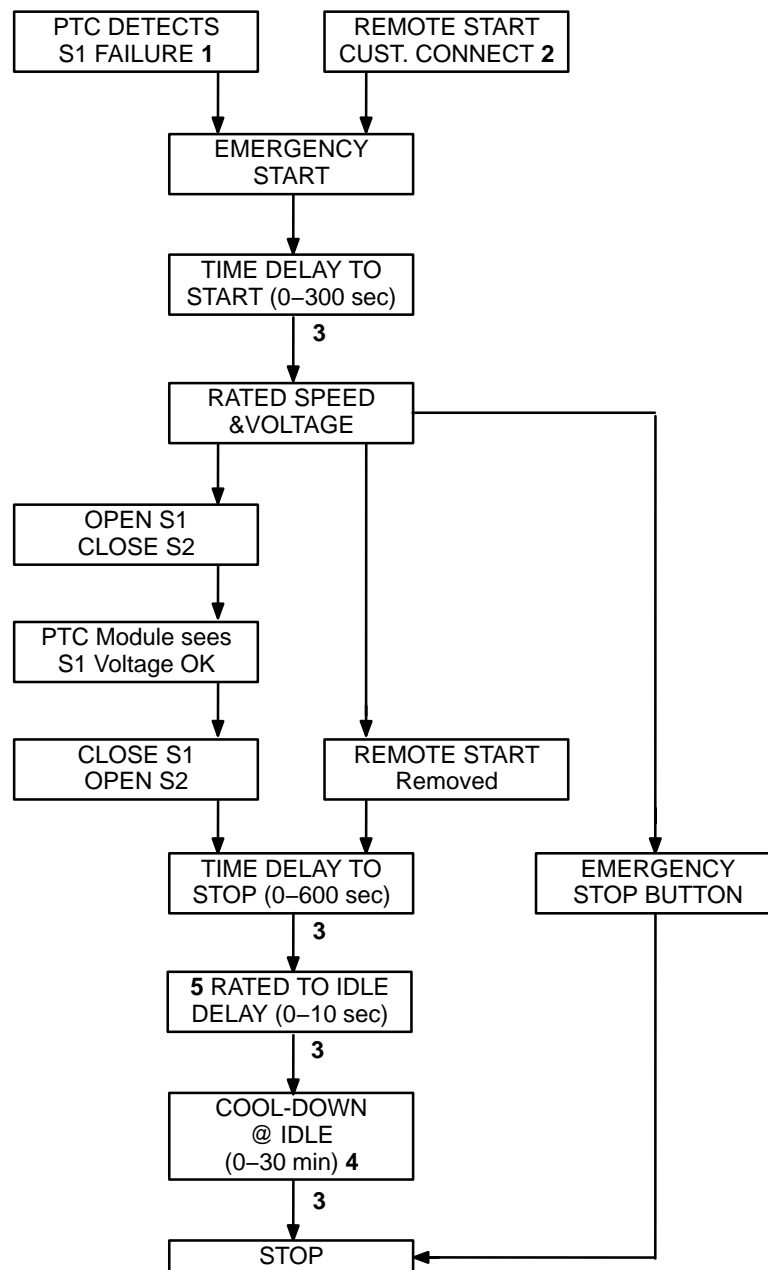 PTC DETECTS
S1 FAILURE 1
REMOTE START
CUST. CONNECT 2
EMERGENCY
START
TIME DELAY TO
START (0–300 sec)
3
RATED SPEED
&VOLTAGE
OPEN S1
CLOSE S2
PTC Module sees
S1 Voltage OK
CLOSE S1
OPEN S2
REMOTE START
Removed
TIME DELAY TO
STOP (0–600 sec)
EMERGENCY
STOP BUTTON
3
5 RATED TO IDLE
DELAY (0–10 sec)
3
COOL-DOWN
@ IDLE
(0–30 min) 4
3
STOP